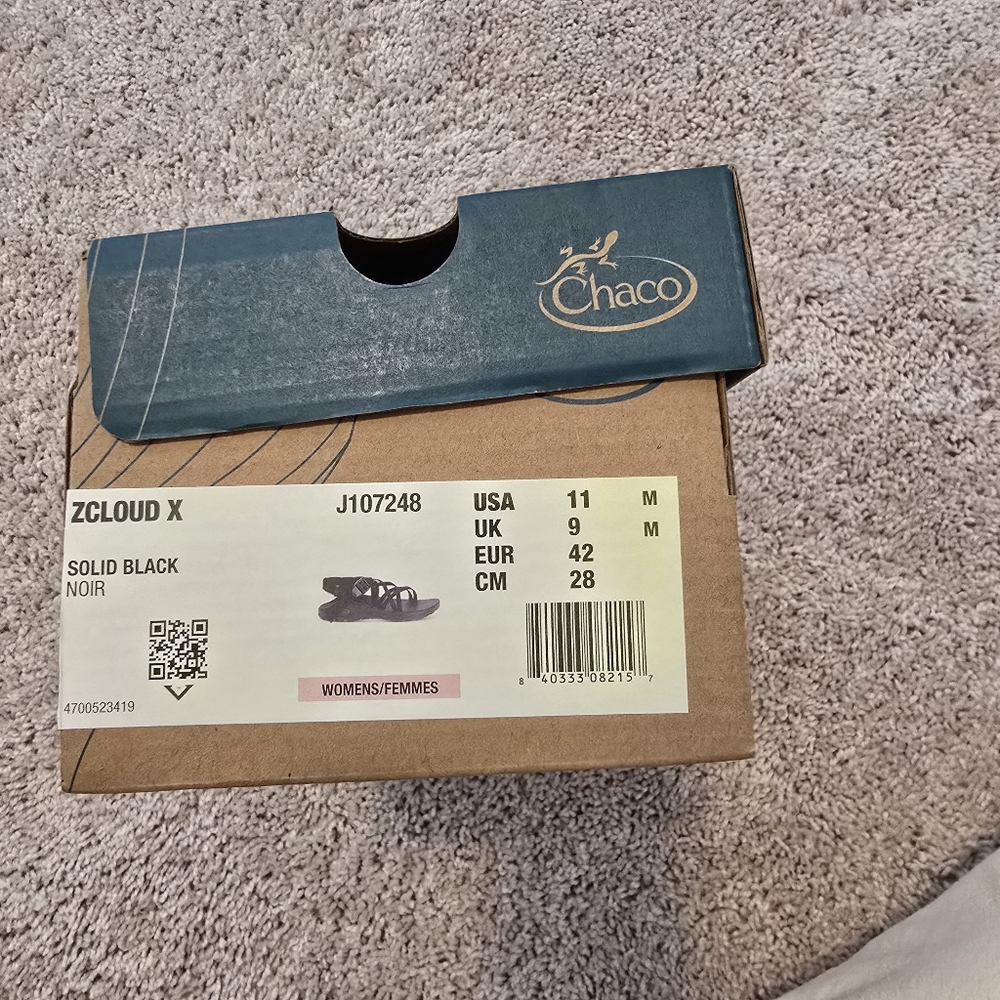 Chaco
ZCLOUD X
J107248
USA 11 M
UK 9 M
EUR 42
CM 28
SOLID BLACK
NOIR
8 40333 08215 7
WOMENS/FEMMES
4700523419